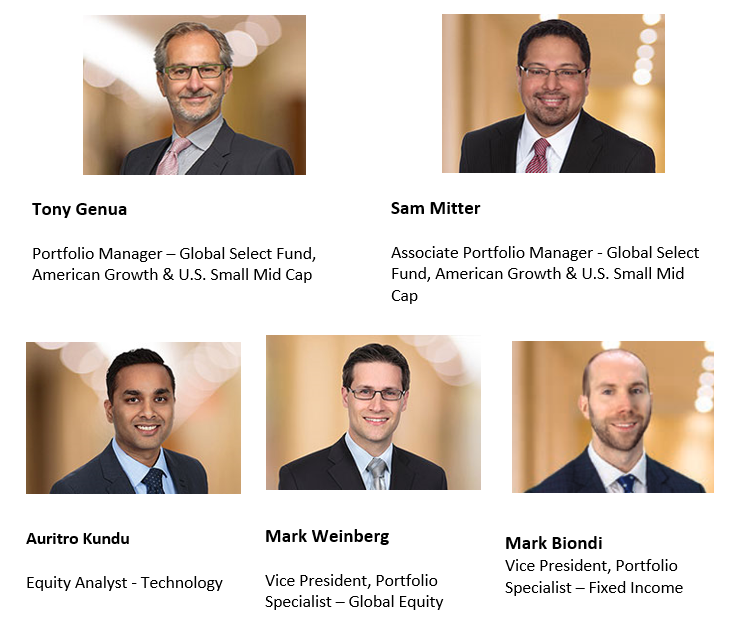 Tony Genua
Portfolio Manager – Global Select Fund,
American Growth & U.S. Small Mid Cap
Sam Mitter
Associate Portfolio Manager - Global Select
Fund, American Growth & U.S. Small Mid
Cap
Auritro Kundu
Equity Analyst - Technology
Mark Weinberg
Vice President, Portfolio
Specialist – Global Equity
Mark Biondi
Vice President, Portfolio
Specialist – Fixed Income